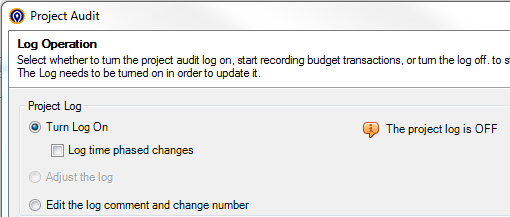 Project Audit
Log Operation
Select whether to turn the project audit log on, start recording budget transactions, or turn the log off. to
The Log needs to be turned on in order to update it.
Project Log
Turn Log On
The project log is OFF
Log time phased changes
Adjust the log
Edit the log comment and change number